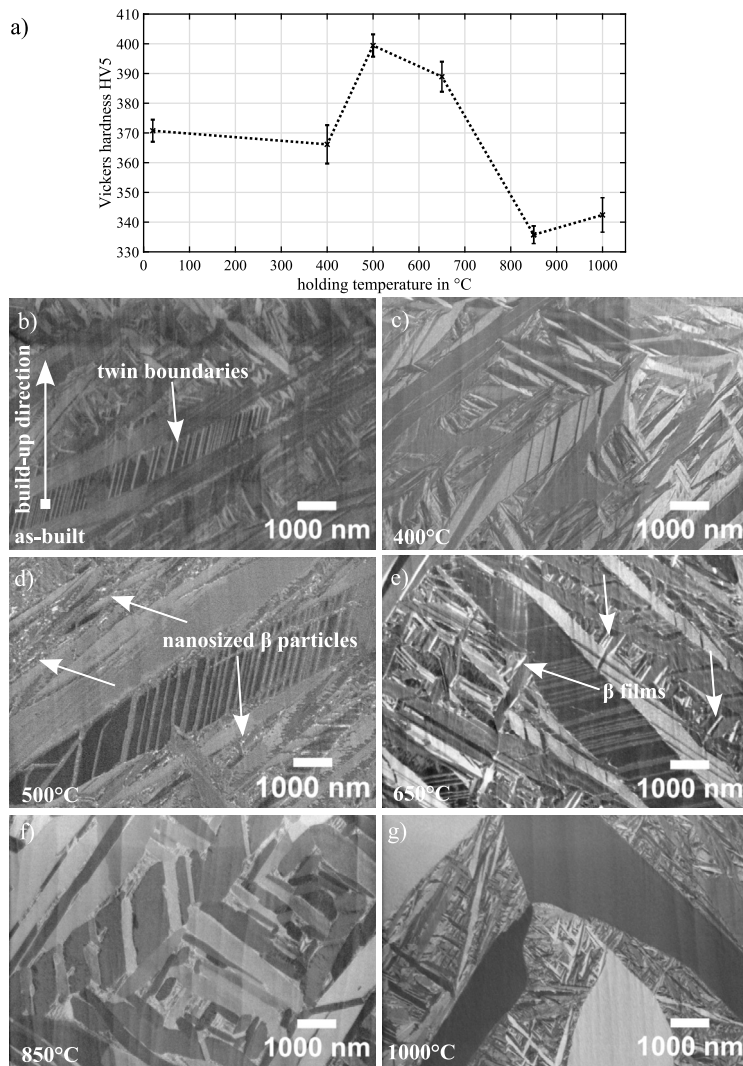 a)
Vickers hardness HV5
400
390
380
370
360
350
340
330
0 100 200 300 400 500 600 700 800 900 1000
holding temperature in °C
b)
build-up direction
twin boundaries
1000 nm
as-built
c)
1000 nm
400°C
d)
nanosized β particles
1000 nm
500°C
e)
β films
1000 nm
650°C
f)
1000 nm
850°C
g)
1000 nm
1000°C